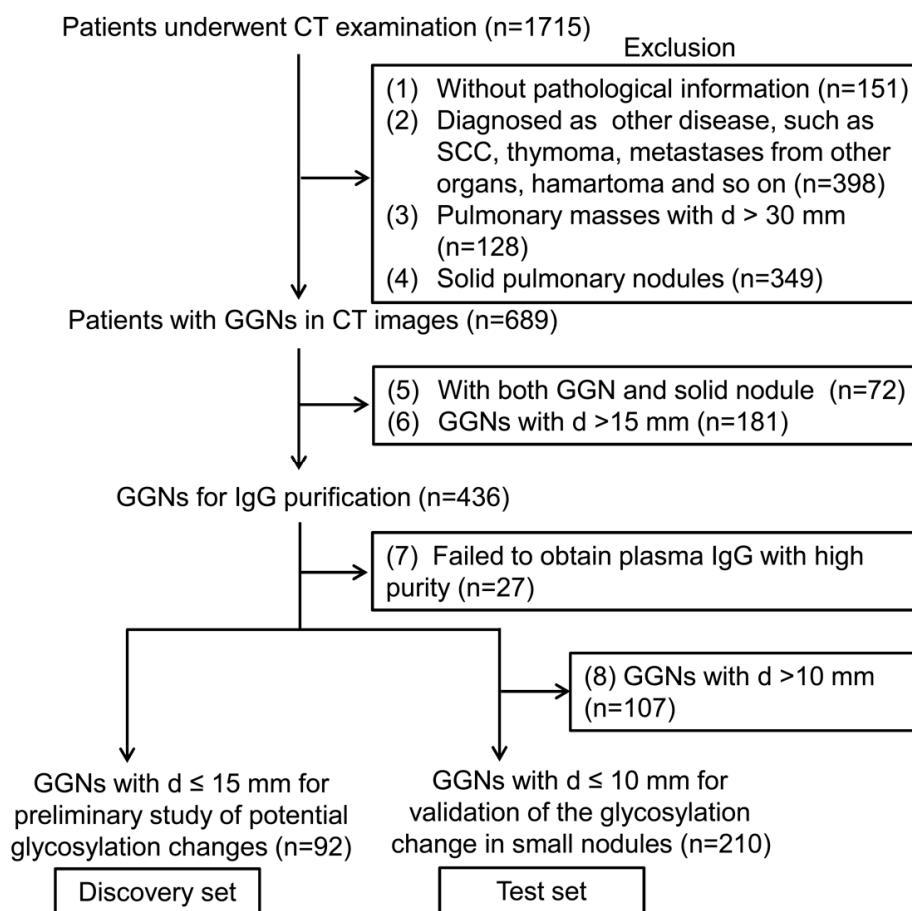 Patients underwent CT examination (n=1715)
Exclusion
(1) Without pathological information (n=151)
(2) Diagnosed as other disease, such as
SCC, thymoma, metastases from other
organs, hamartoma and so on (n=398)
(3) Pulmonary masses with d > 30 mm
(n=128)
(4) Solid pulmonary nodules (n=349)
Patients with GGNs in CT images (n=689)
(5) With both GGN and solid nodule (n=72)
(6) GGNs with d >15 mm (n=181)
GGNs for IgG purification (n=436)
(7) Failed to obtain plasma IgG with high
purity (n=27)
(8) GGNs with d >10 mm
(n=107)
GGNs with d ≤ 15 mm for
preliminary study of potential
glycosylation changes (n=92)
Discovery set
GGNs with d ≤ 10 mm for
validation of the glycosylation
change in small nodules (n=210)
Test set